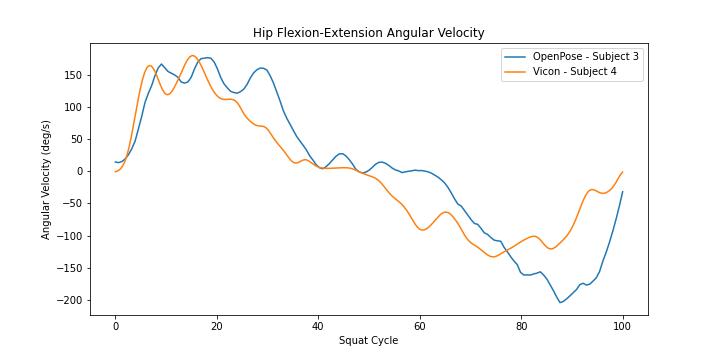 Hip Flexion-Extension Angular Velocity
OpenPose - Subject 3
Vicon - Subject 4
Angular Velocity (deg/s)
150
100
50
0
−50
−100
−150
−200
0
20
40
60
80
100
Squat Cycle